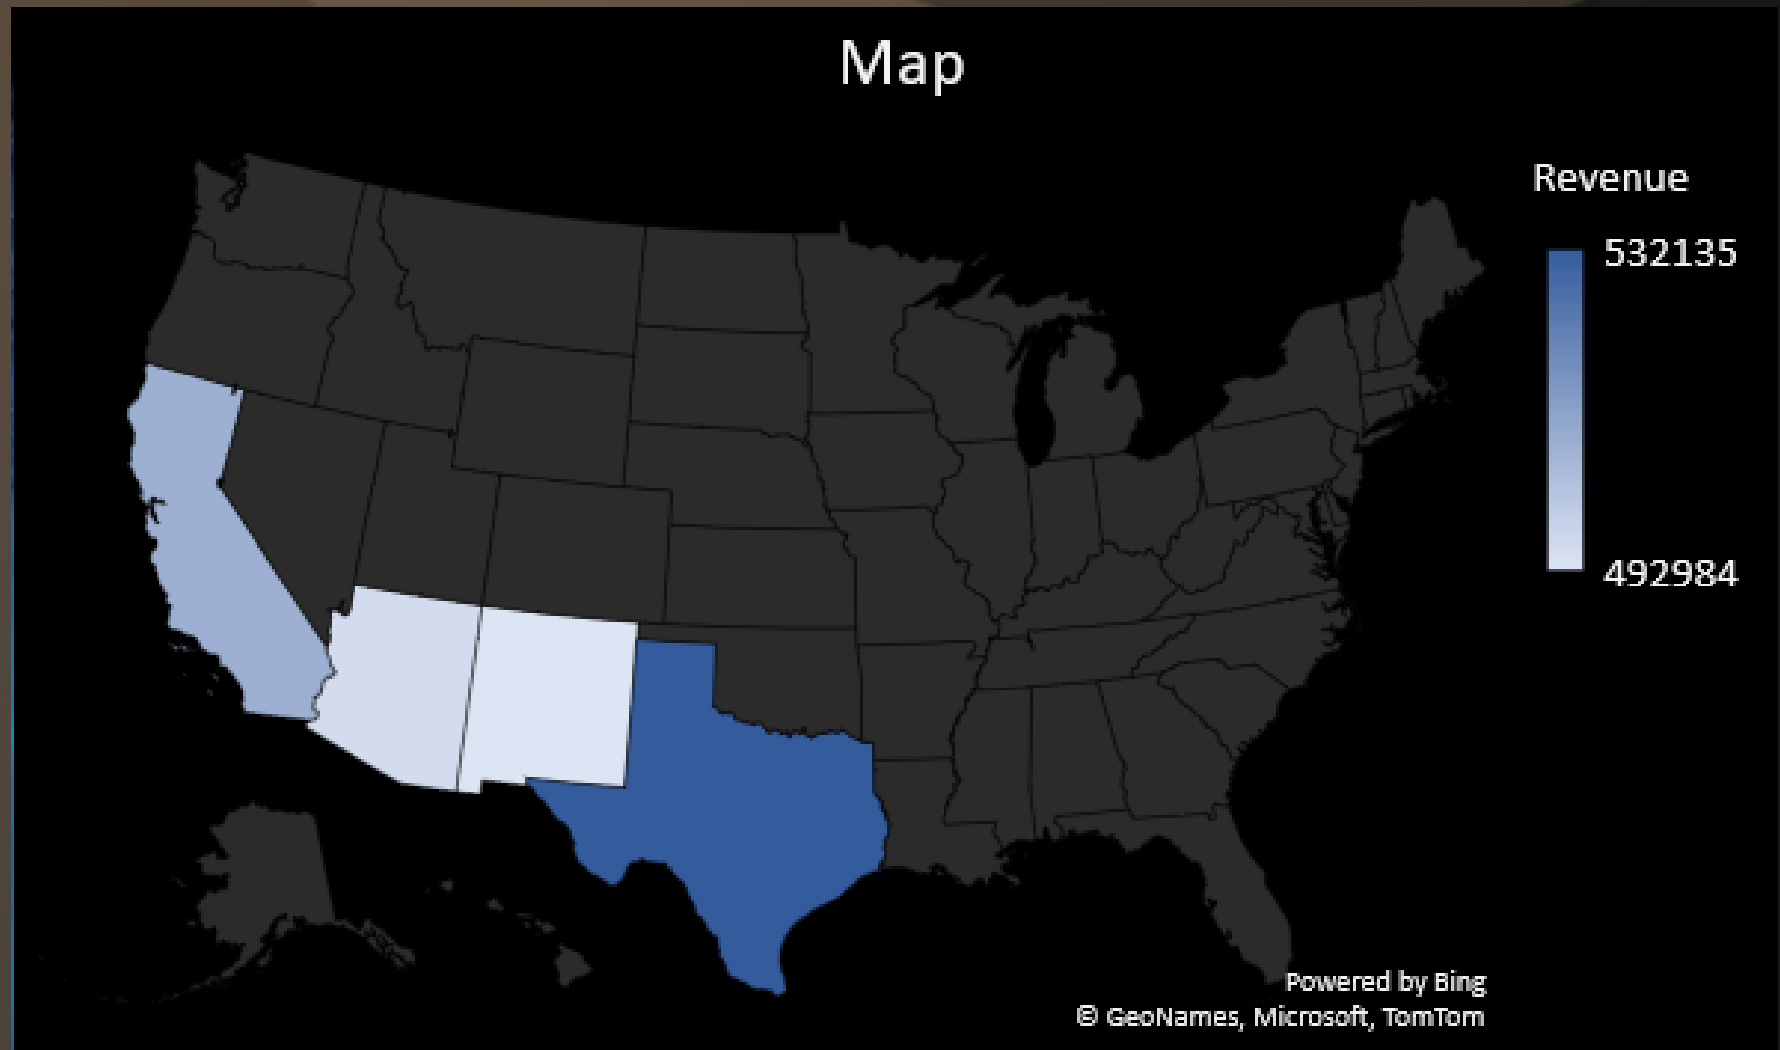 Map
Revenue
532135
492984
Powered by Bing
© GeoNames, Microsoft, TomTom